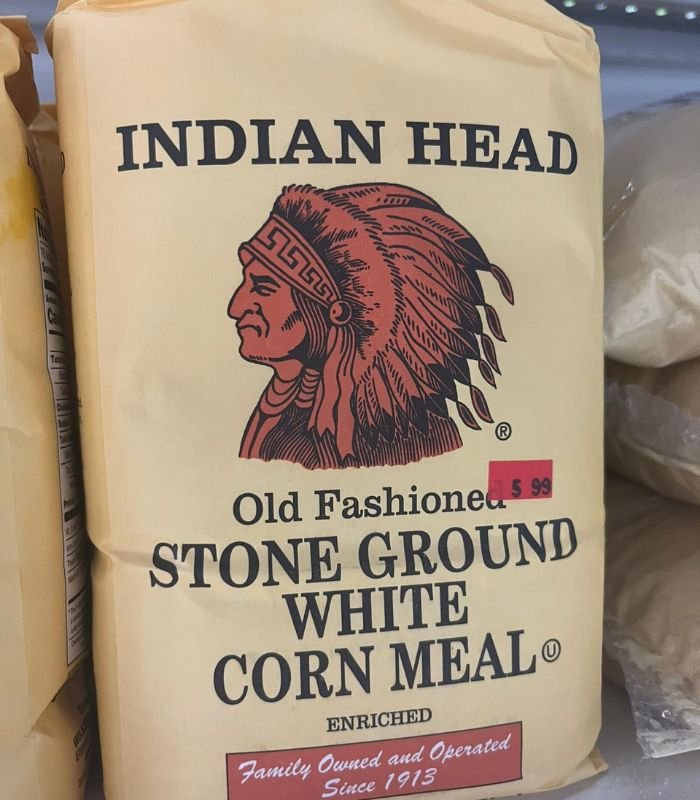 INDIAN HEAD
®
5 99
Old Fashioned
STONE GROUND
WHITE
CORN MEAL Ⓤ
ENRICHED
Family Owned and Operated
Since 1913